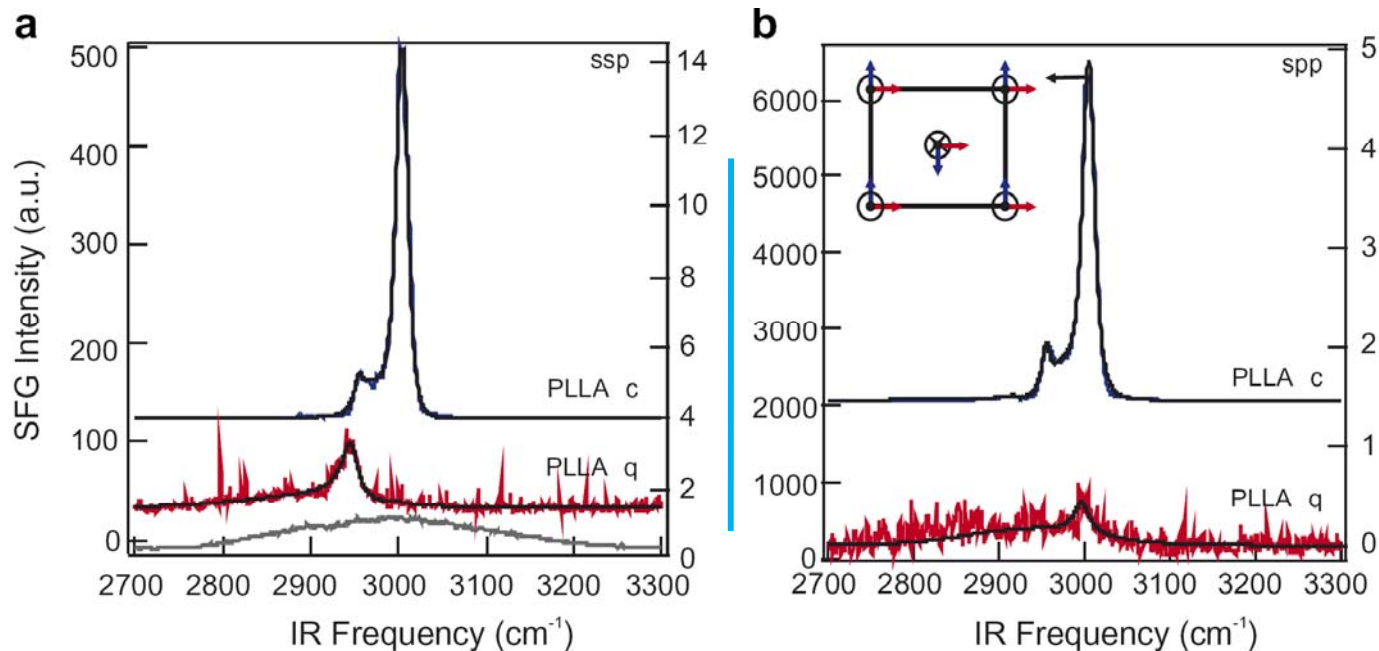 a
ssp
500
400
300
200
100
0
14
12
10
8
6
4
2
0
SFG Intensity (a.u.)
PLLA c
PLLA q
2700 2800 2900 3000 3100 3200 3300
IR Frequency (cm⁻¹)
b
spp
6000
5000
4000
3000
2000
1000
0
5
4
3
2
1
0
PLLA c
PLLA q
2700 2800 2900 3000 3100 3200 3300
IR Frequency (cm⁻¹)